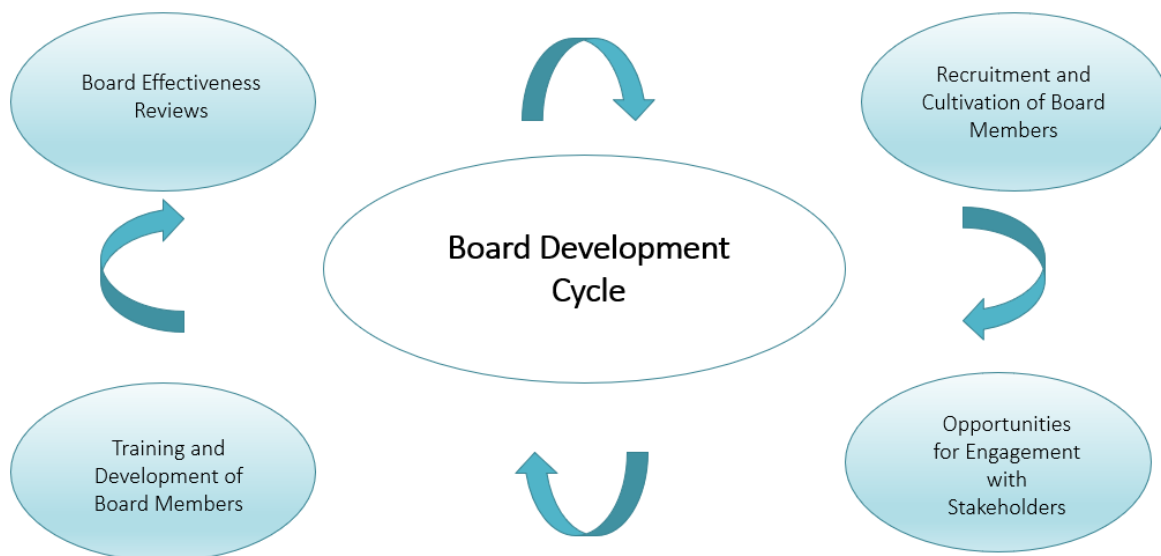 Board Effectiveness
Reviews
Recruitment and
Cultivation of Board
Members
Board Development
Cycle
Training and
Development of
Board Members
Opportunities
for Engagement
with
Stakeholders